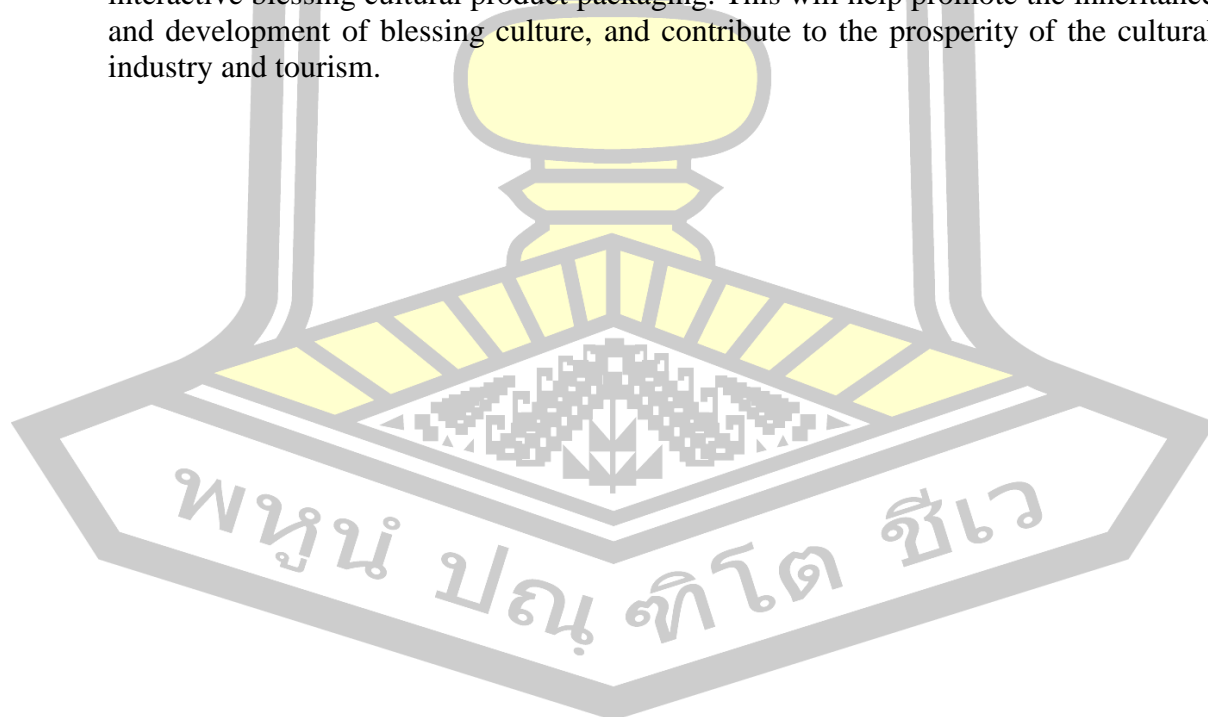 interactive blessing cultural product packaging. This will help promote the inheritance
and development of blessing culture, and contribute to the prosperity of the cultural
industry and tourism.
พหูนํ ปณฺฑิโต ชีเว